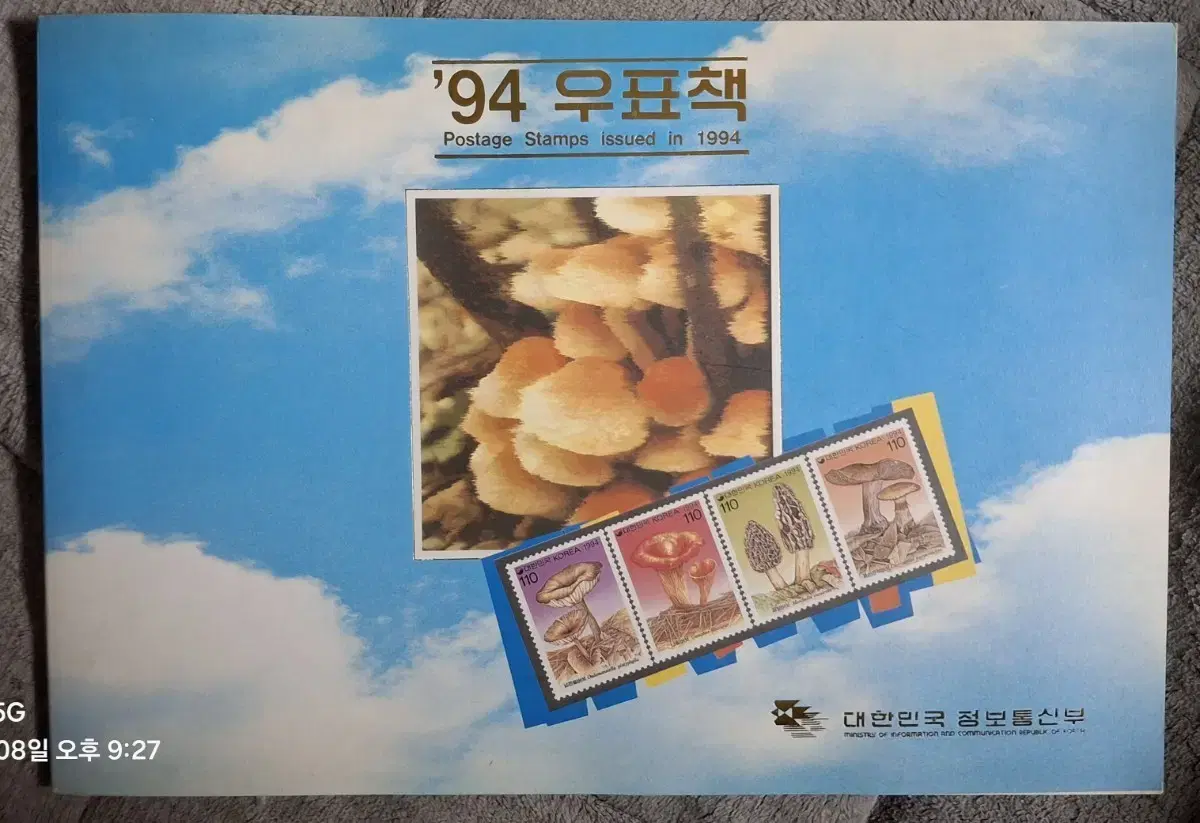 '94 우표책
Postage Stamps issued in 1994
대한민국 KOREA 1994
110
대한민국 KOREA 1994
110
대한민국 KOREA 1994
110
대한민국 KOREA 1994
110
대한민국 정보통신부
MINISTRY OF INFORMATION AND COMMUNICATION REPUBLIC OF KOREA
5G
08일 오후 9:27